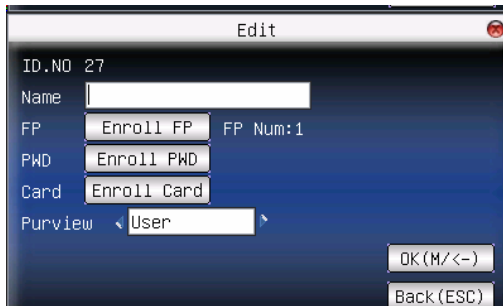 Edit
ID.NO 27
Name
FP Enroll FP FP Num:1
PWD Enroll PWD
Card Enroll Card
Purview User
OK(M/<-)
Back(ESC)